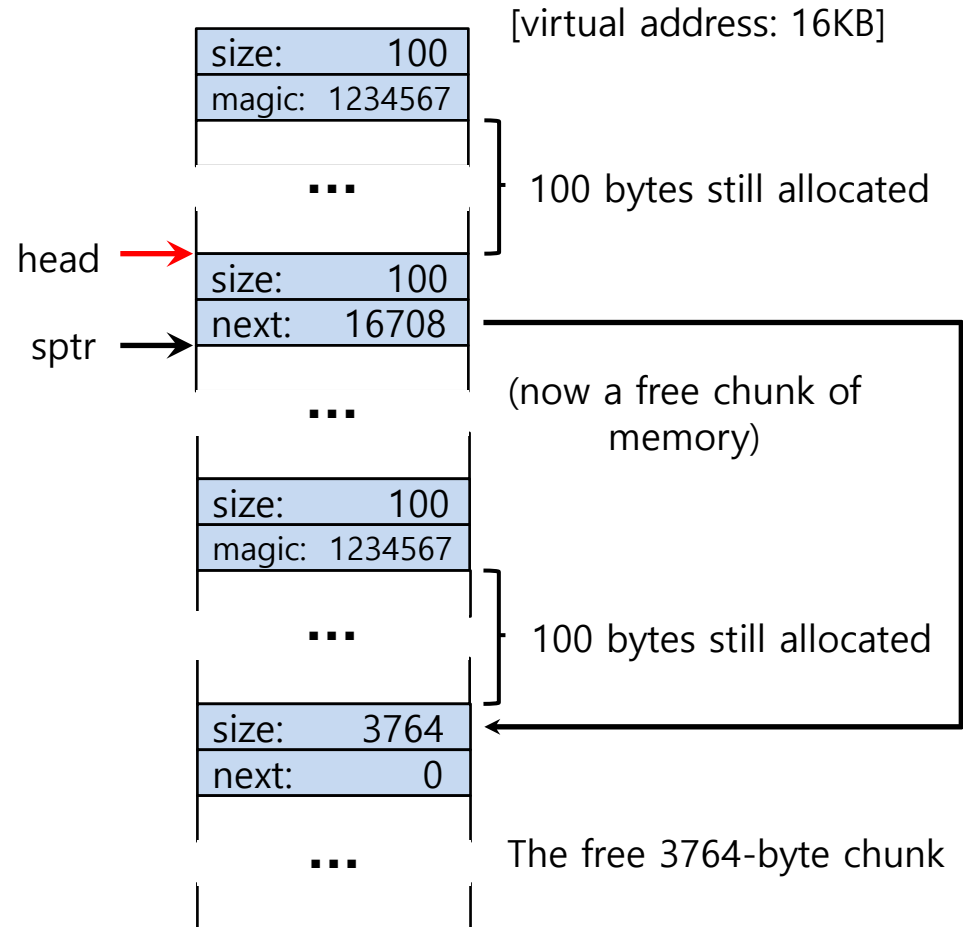 [virtual address: 16KB]
size: 100
magic: 1234567
...
100 bytes still allocated
head
size: 100
next: 16708
sptr
(now a free chunk of
memory)
...
size: 100
magic: 1234567
...
100 bytes still allocated
size: 3764
next: 0
...
The free 3764-byte chunk